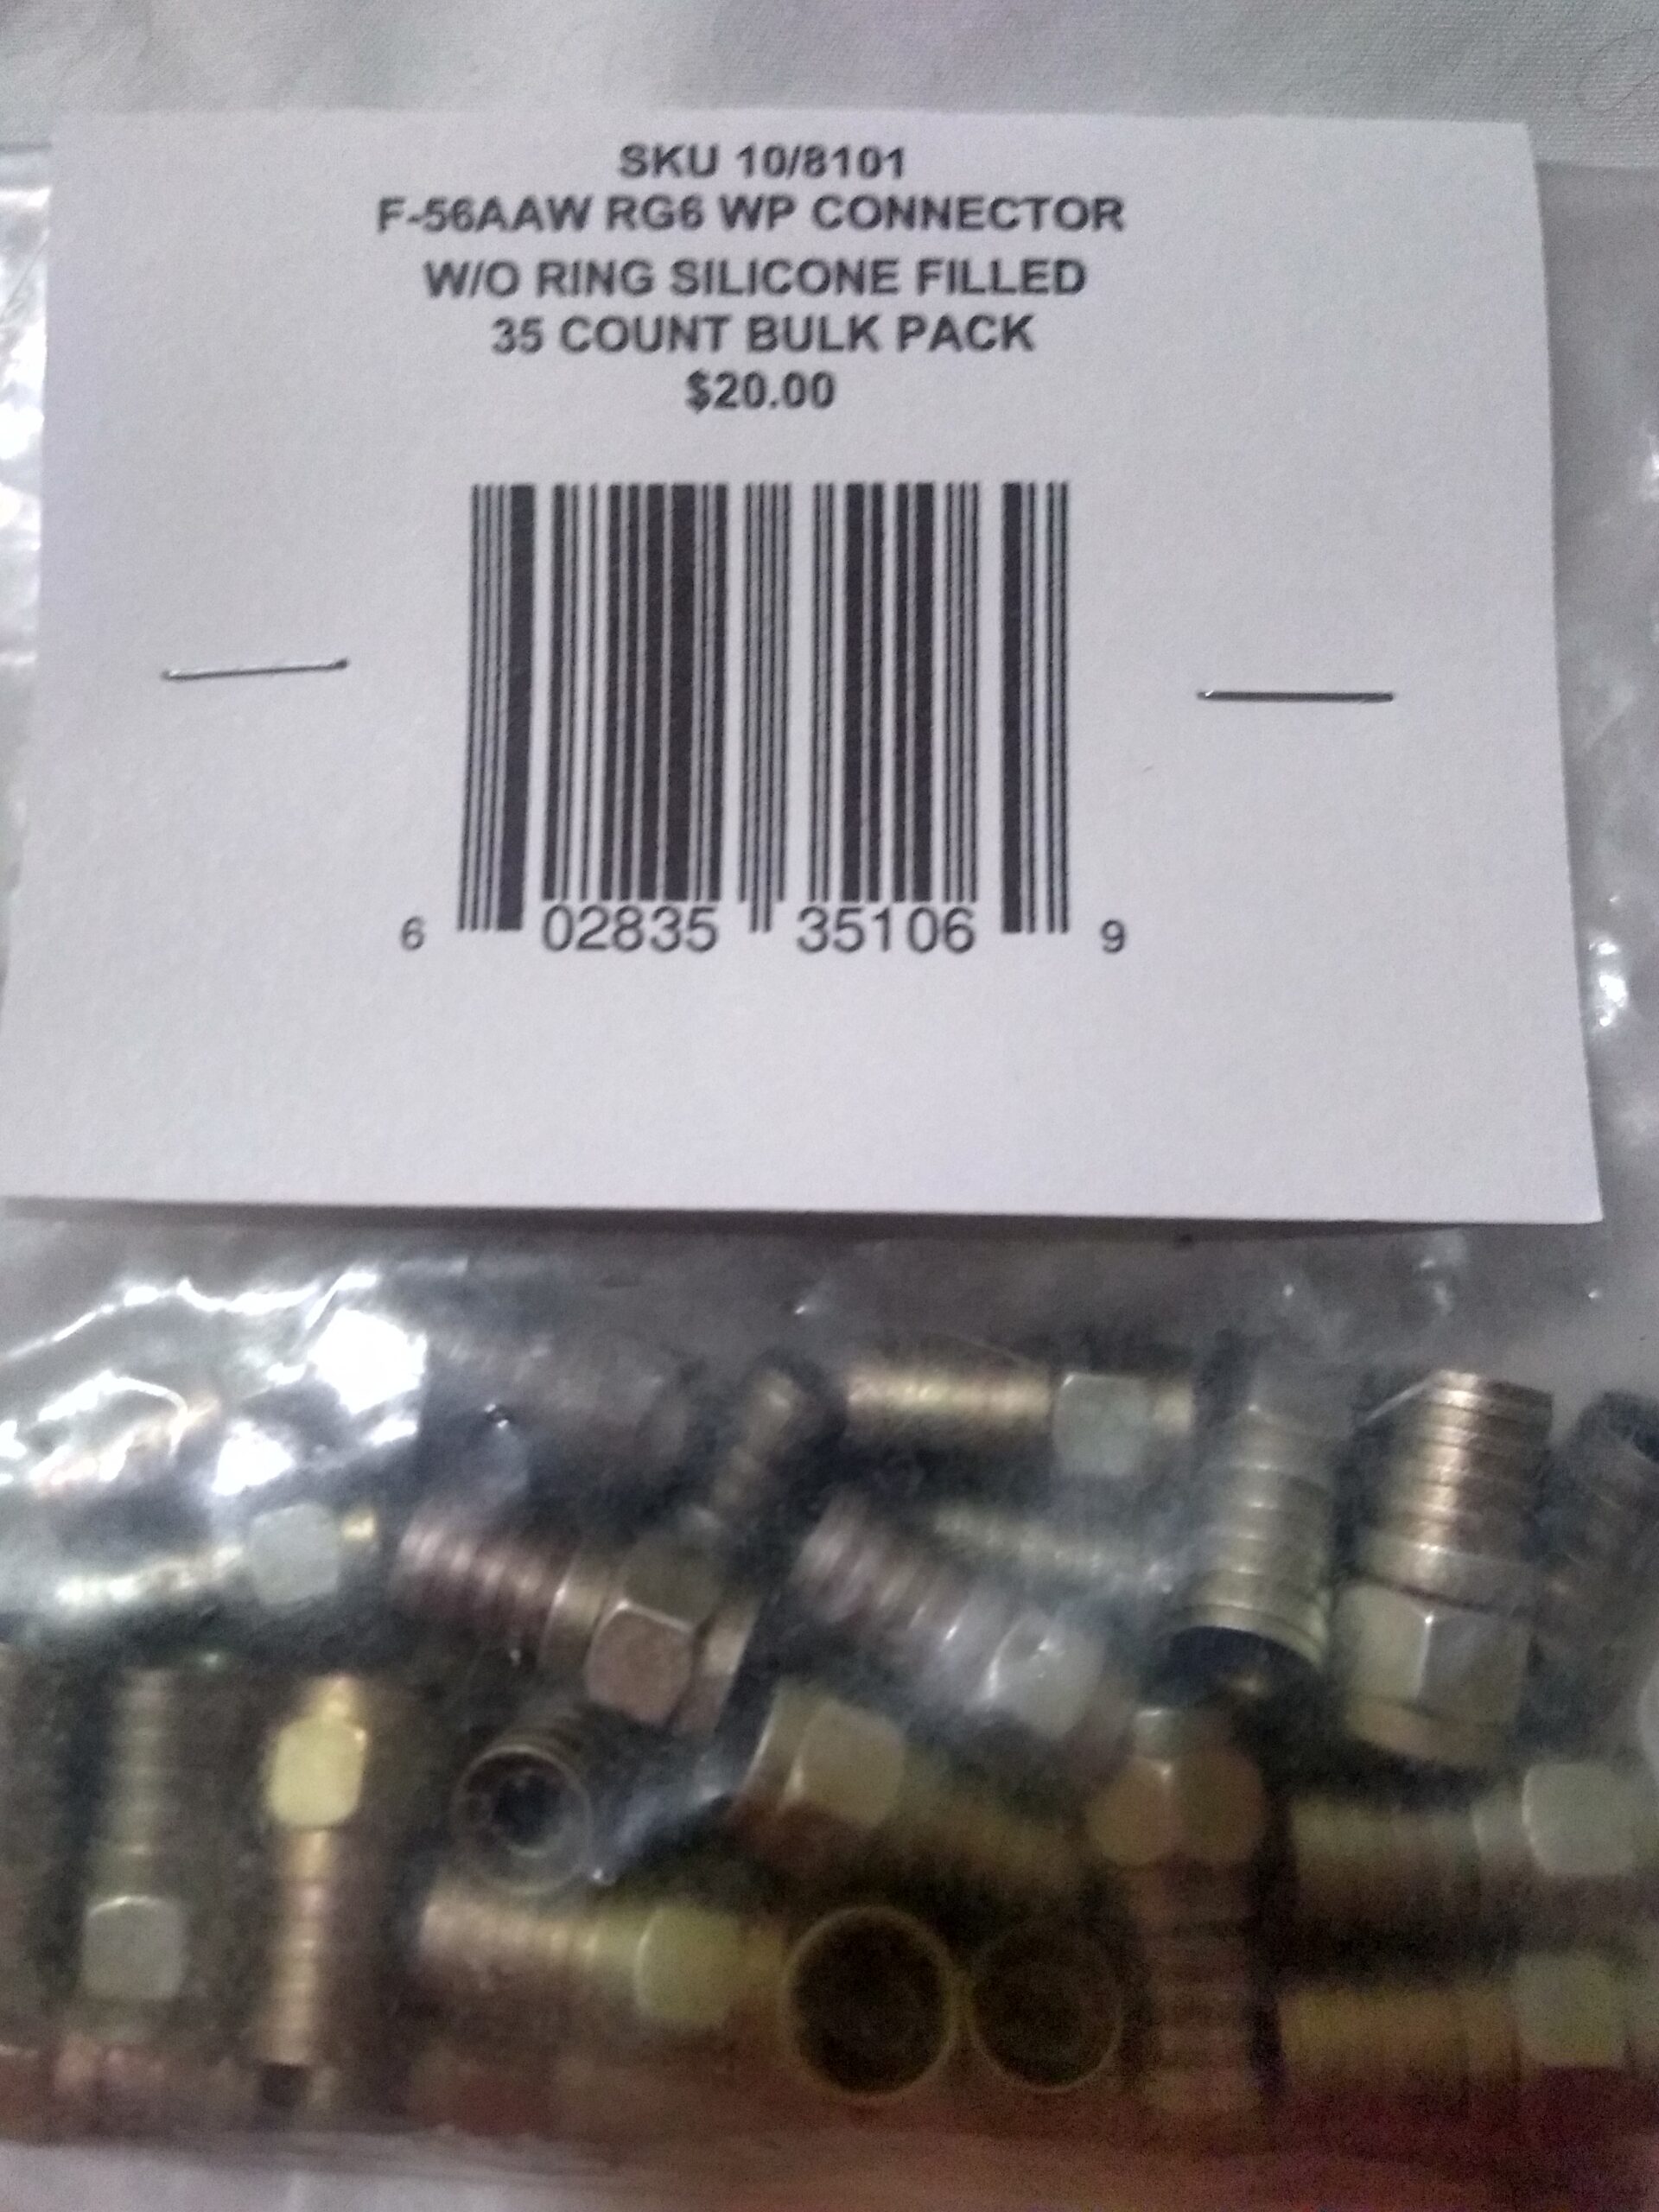 SKU 10/8101
F-56AAW RG6 WP CONNECTOR
W/O RING SILICONE FILLED
35 COUNT BULK PACK
$20.00
6 02835 35106 9